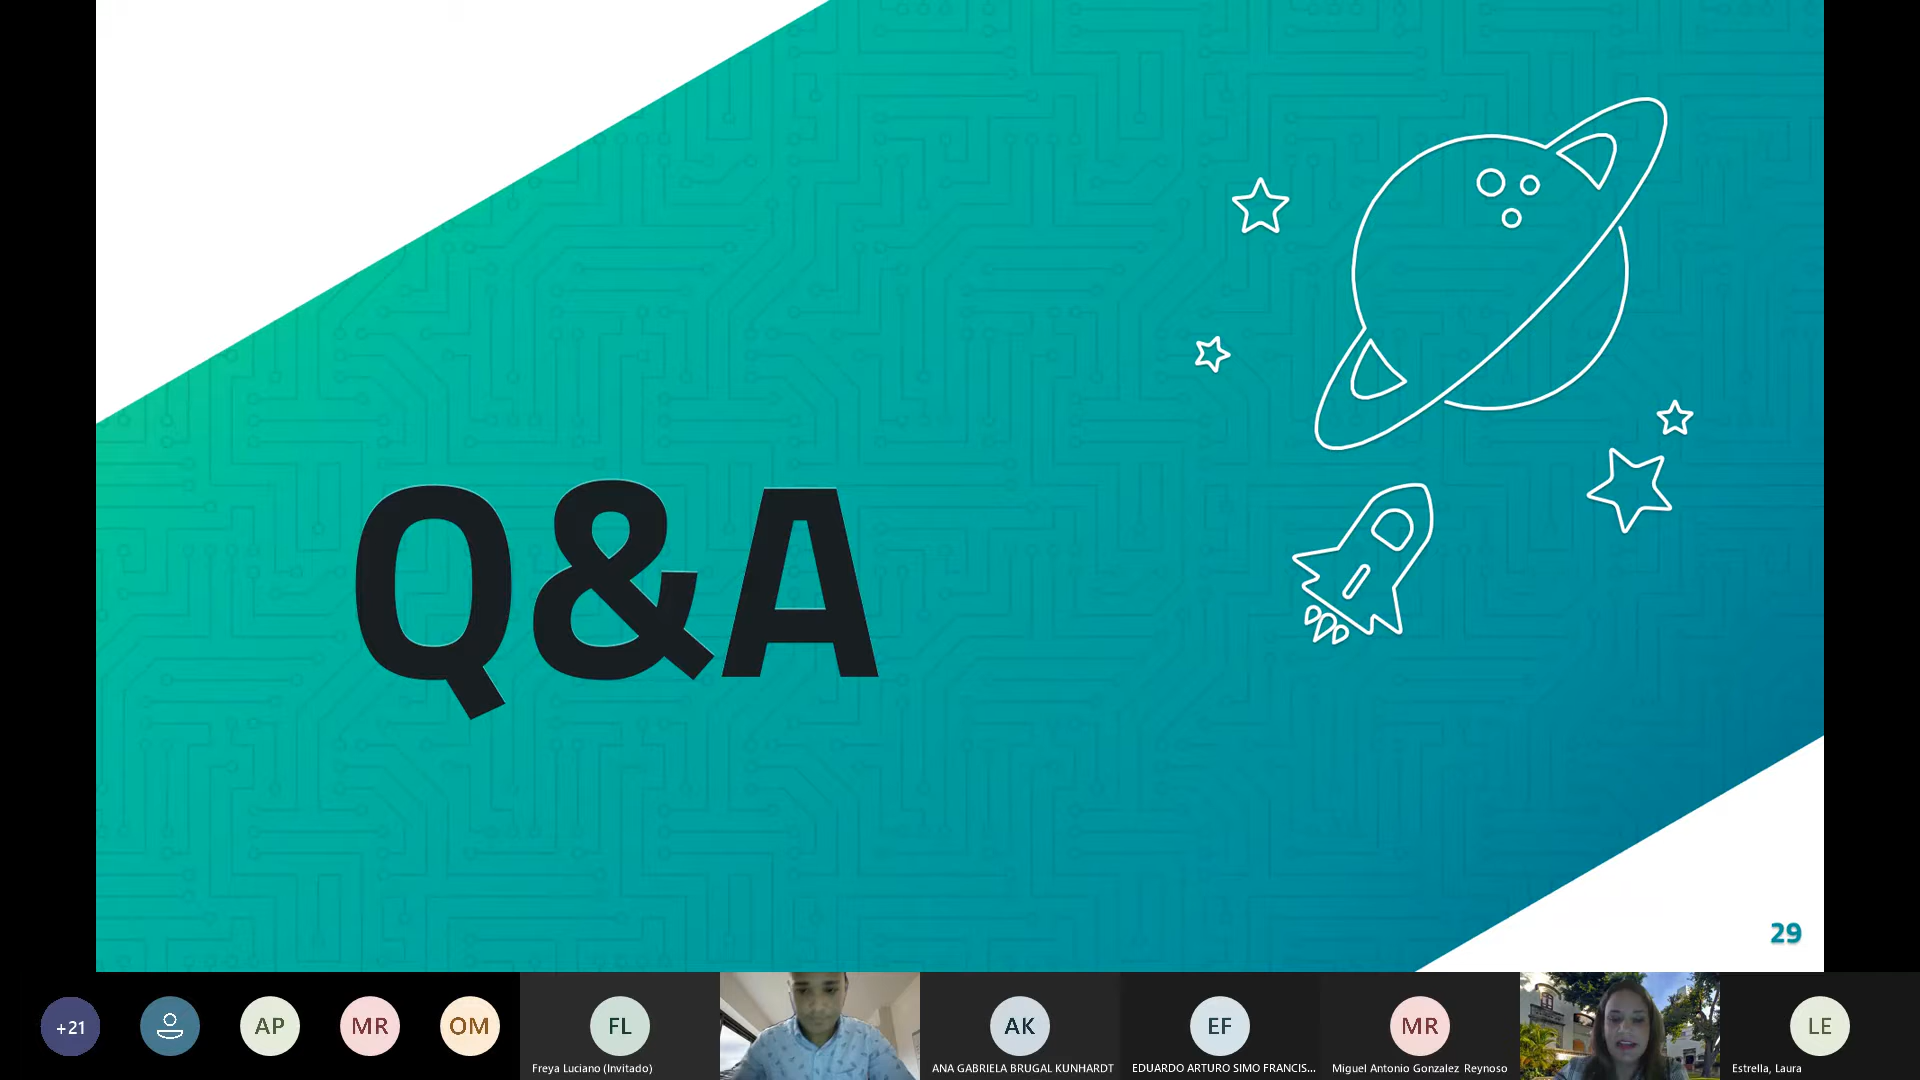 Q&A
29
+21
AP
MR
OM
FL
AK
EF
MR
LE
Freya Luciano (Invitado)
ANA GABRIELA BRUGAL KUNHARDT
EDUARDO ARTURO SIMO FRANCIS...
Miguel Antonio Gonzalez Reynoso
Estrella, Laura